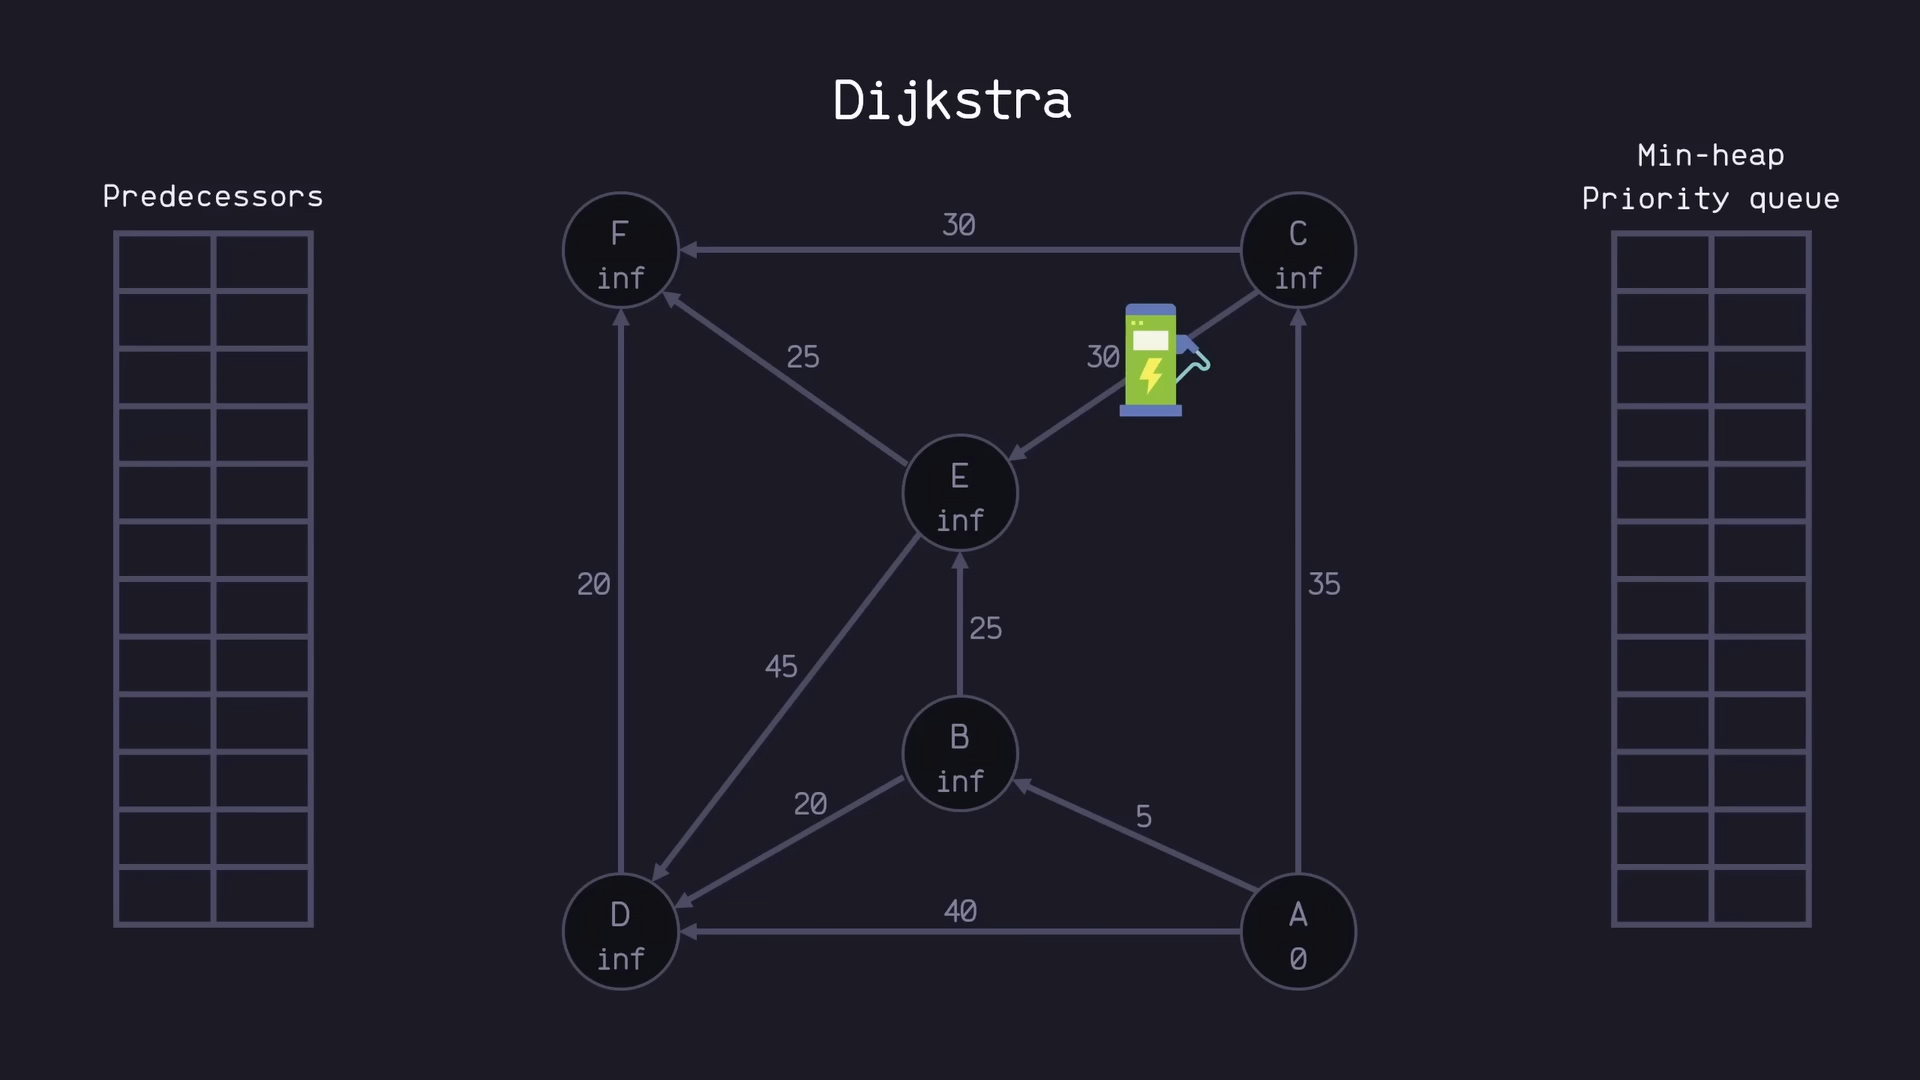 Dijkstra
Min-heap
Priority queue
Predecessors
F
inf
30
C
inf
25
30
E
inf
20
35
25
45
B
inf
20
5
40
D
inf
A
0